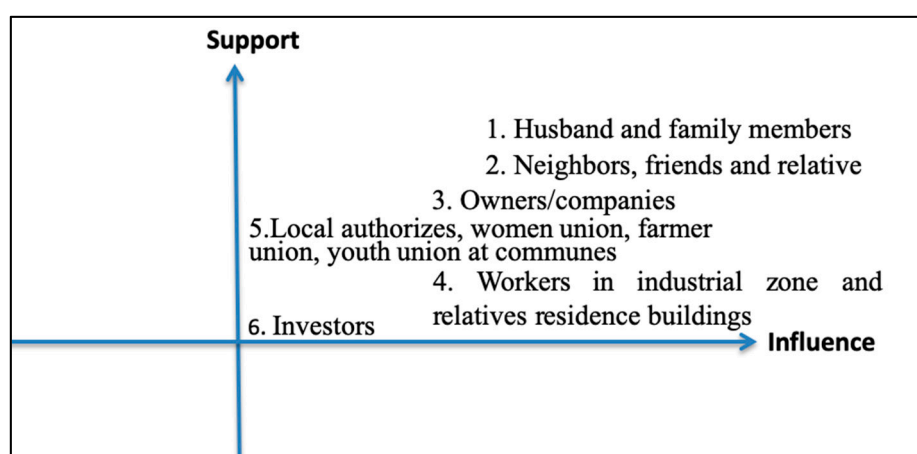 Support
1. Husband and family members
2. Neighbors, friends and relative
3. Owners/companies
5.Local authorizes, women union, farmer
union, youth union at communes
4. Workers in industrial zone and
relatives residence buildings
6. Investors
Influence